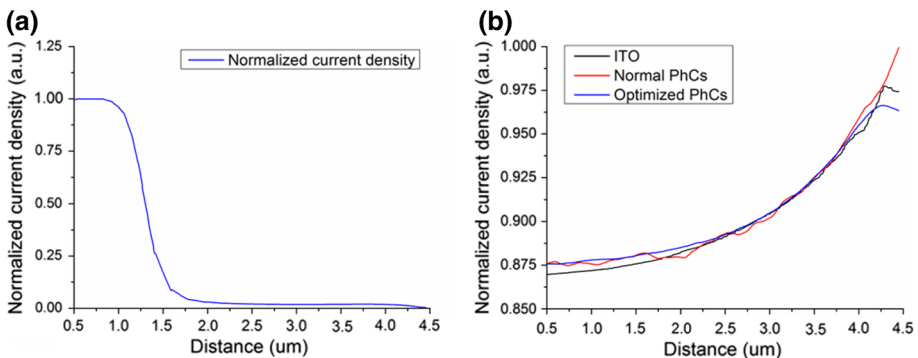 (a)
Normalized current density (a.u.)
1.25
1.00
0.75
0.50
0.25
0.00
Normalized current density
0.5 1.0 1.5 2.0 2.5 3.0 3.5 4.0 4.5
Distance (um)
(b)
Normalized current density (a.u.)
1.000
0.975
0.950
0.925
0.900
0.875
0.850
ITO
Normal PhCs
Optimized PhCs
0.5 1.0 1.5 2.0 2.5 3.0 3.5 4.0 4.5
Distance (um)